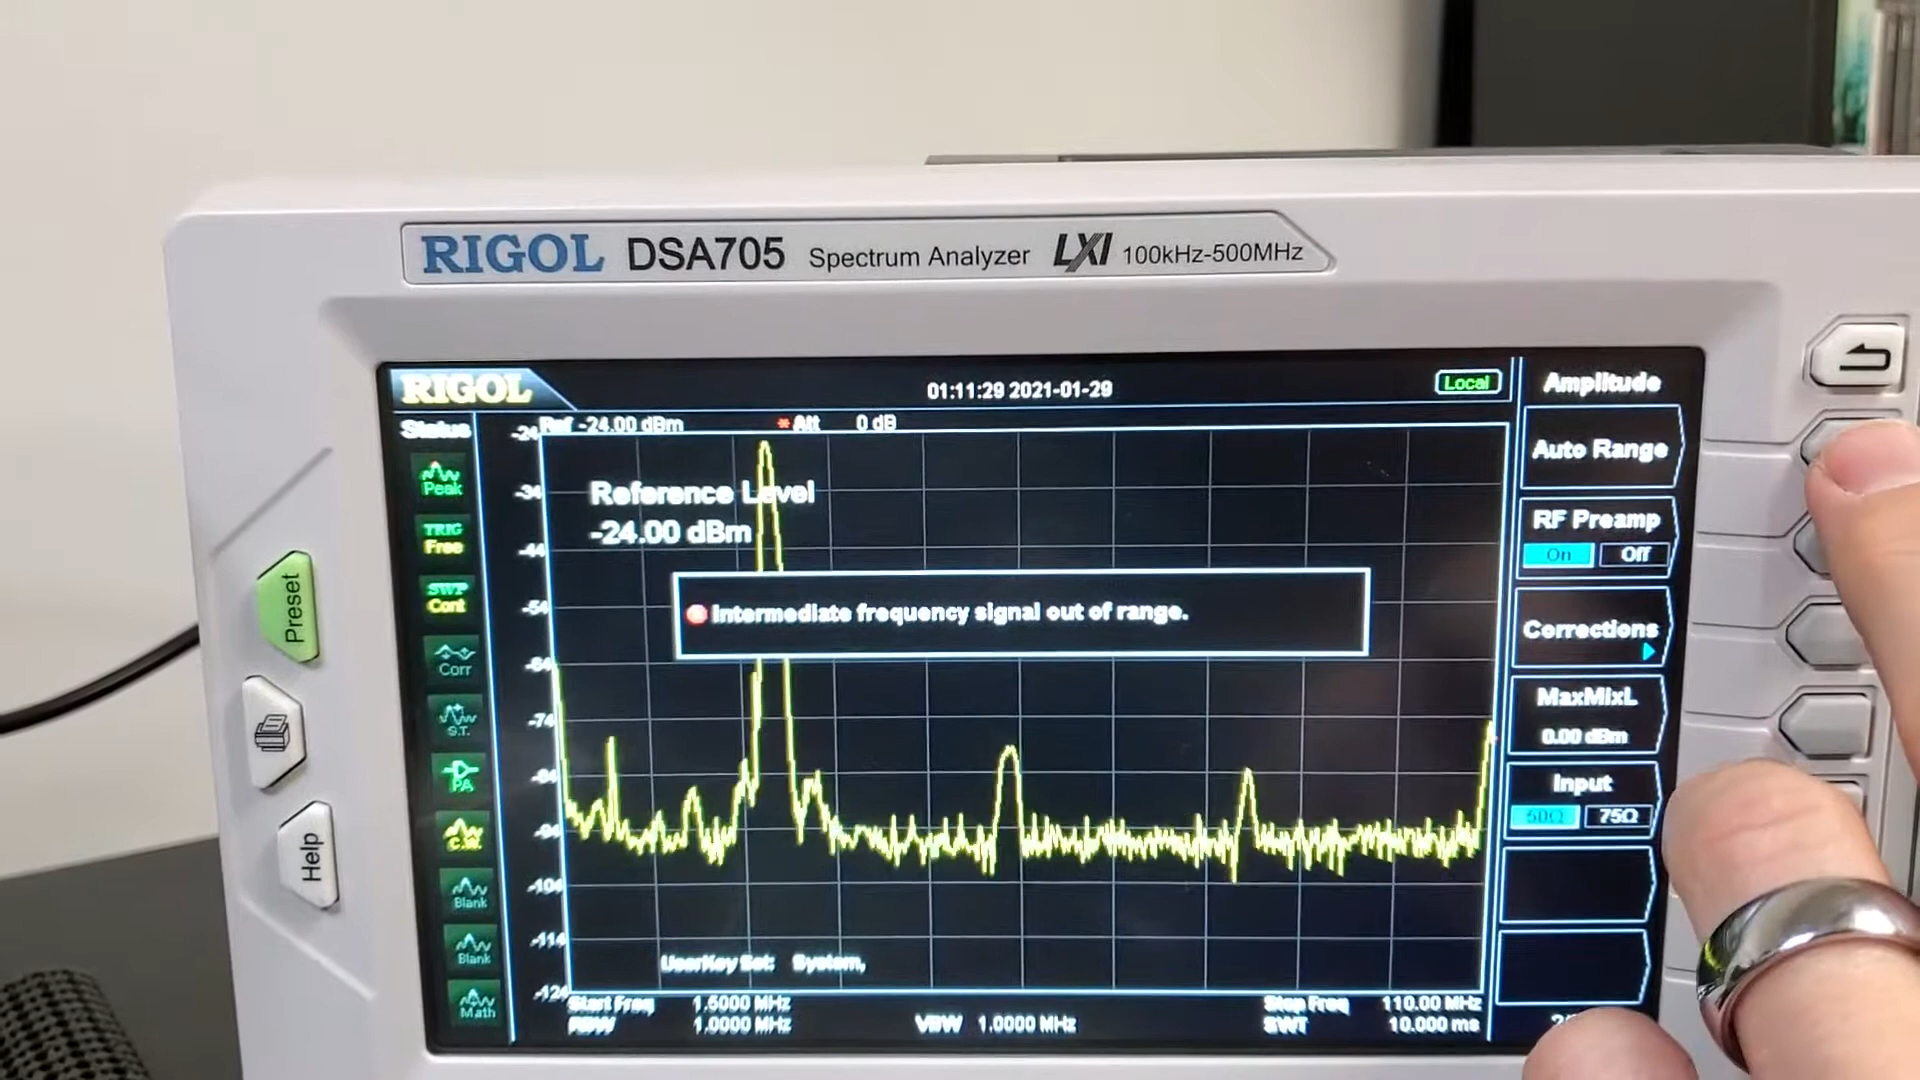 RIGOL DSA705 Spectrum Analyzer LXI 100kHz-500MHz
RIGOL 01:11:29 2021-01-29 Local
Status
Ref -24.00 dBm *Att 0 dB
Peak
TRIG
Free
SWP
Cont
Corr
S.T.
PA
C.W.
Blank
Blank
Math
-24
-34
-44
-54
-64
-74
-84
-94
-104
-114
-124
Reference Level
-24.00 dBm
Intermediate frequency signal out of range.
UserKey Set: System,
Start Freq 1.5000 MHz Stop Freq 110.00 MHz
RBW 1.0000 MHz VBW 1.0000 MHz SWT 10.000 ms
Amplitude
Auto Range
RF Preamp
On Off
Corrections
MaxMixL
0.00 dBm
Input
50Ω 75Ω
Preset
Help